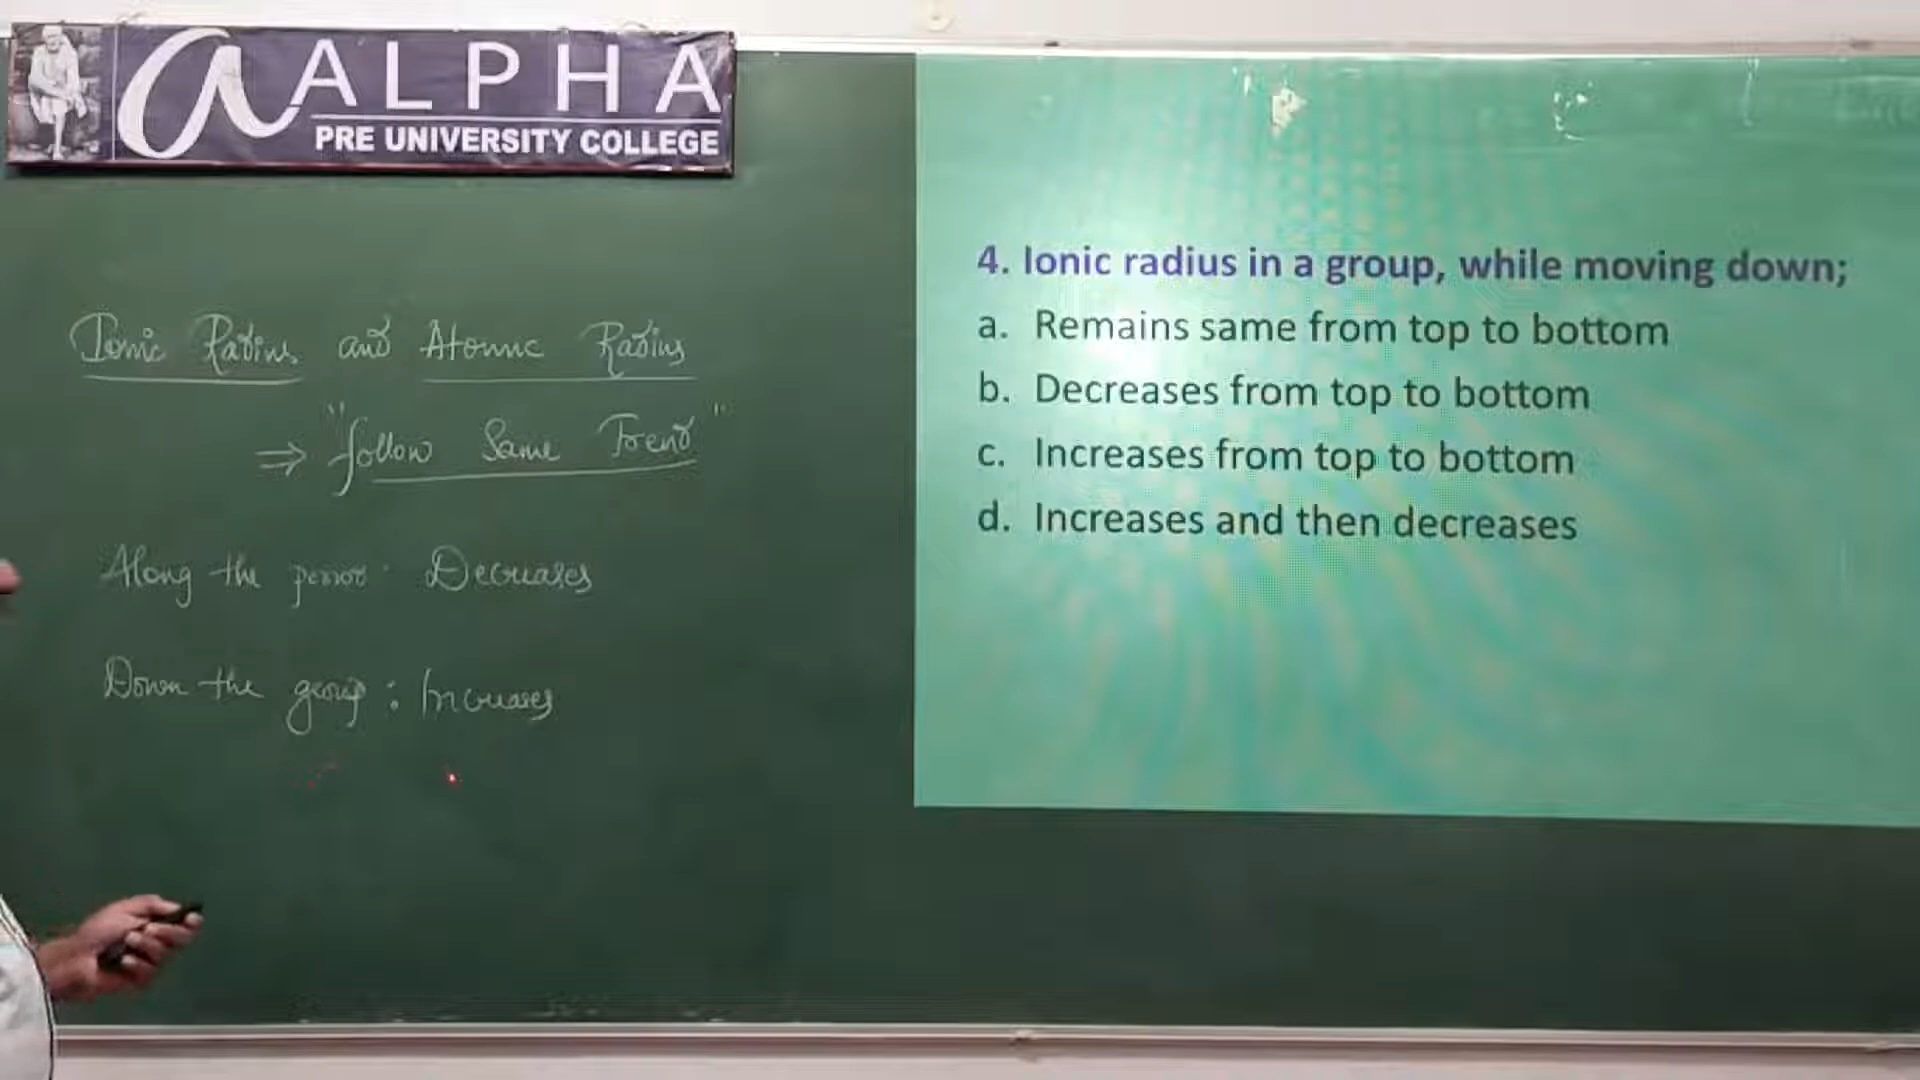 a ALPHA
PRE UNIVERSITY COLLEGE
Ionic Radius and Atomic Radius
⇒ "follow Same Trend"
Along the period: Decreases
Down the group: Increases
4. Ionic radius in a group, while moving down;
a. Remains same from top to bottom
b. Decreases from top to bottom
c. Increases from top to bottom
d. Increases and then decreases